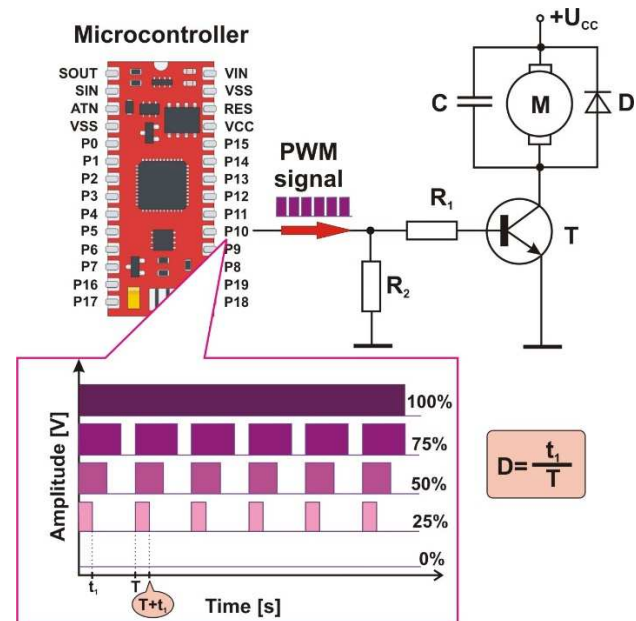 Microcontroller
+U_CC
SOUT
SIN
ATN
VSS
P0
P1
P2
P3
P4
P5
P6
P7
P16
P17
VIN
VSS
RES
VCC
P15
P14
P13
P12
P11
P10
P9
P8
P19
P18
PWM
signal
C
M
D
R₁
T
R₂
Amplitude [V]
100%
75%
50%
25%
0%
t₁
T
T+t₁
Time [s]
D= t₁/T